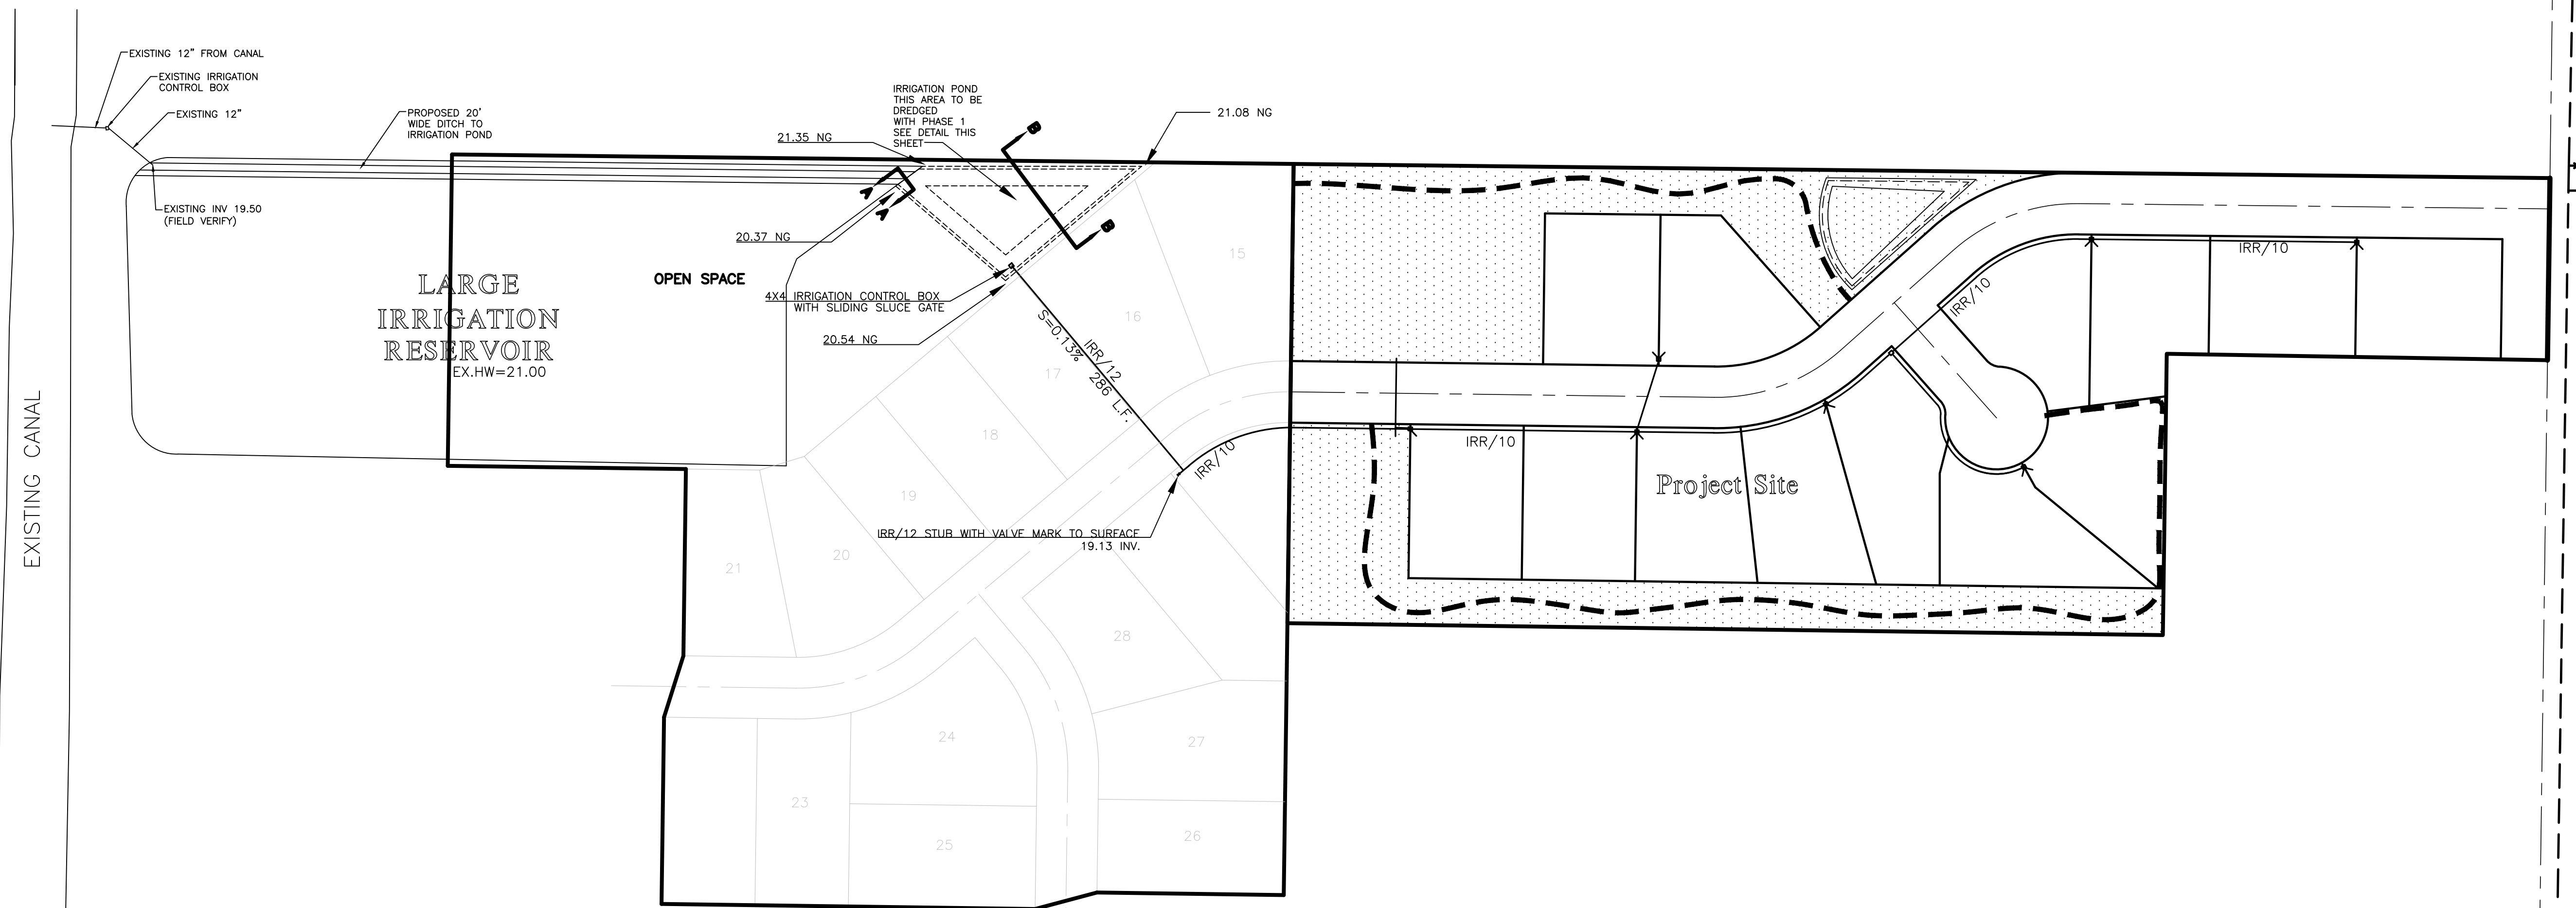 EXISTING 12" FROM CANAL
EXISTING IRRIGATION
CONTROL BOX
EXISTING 12"
PROPOSED 20'
WIDE DITCH TO
IRRIGATION POND
IRRIGATION POND
THIS AREA TO BE
DREDGED
WITH PHASE 1
SEE DETAIL THIS
SHEET
21.35 NG
21.08 NG
B
B
A
A
EXISTING INV 19.50
(FIELD VERIFY)
20.37 NG
OPEN SPACE
LARGE
IRRIGATION
RESERVOIR
EX.HW=21.00
4X4 IRRIGATION CONTROL BOX
WITH SLIDING SLUCE GATE
20.54 NG
S=0.13%
IRR/12
286 L.F.
EXISTING CANAL
15
16
17
18
19
20
21
IRR/10
IRR/12 STUB WITH VALVE MARK TO SURFACE
19.13 INV.
28
24
27
23
25
26
IRR/10
IRR/10
IRR/10
Project Site